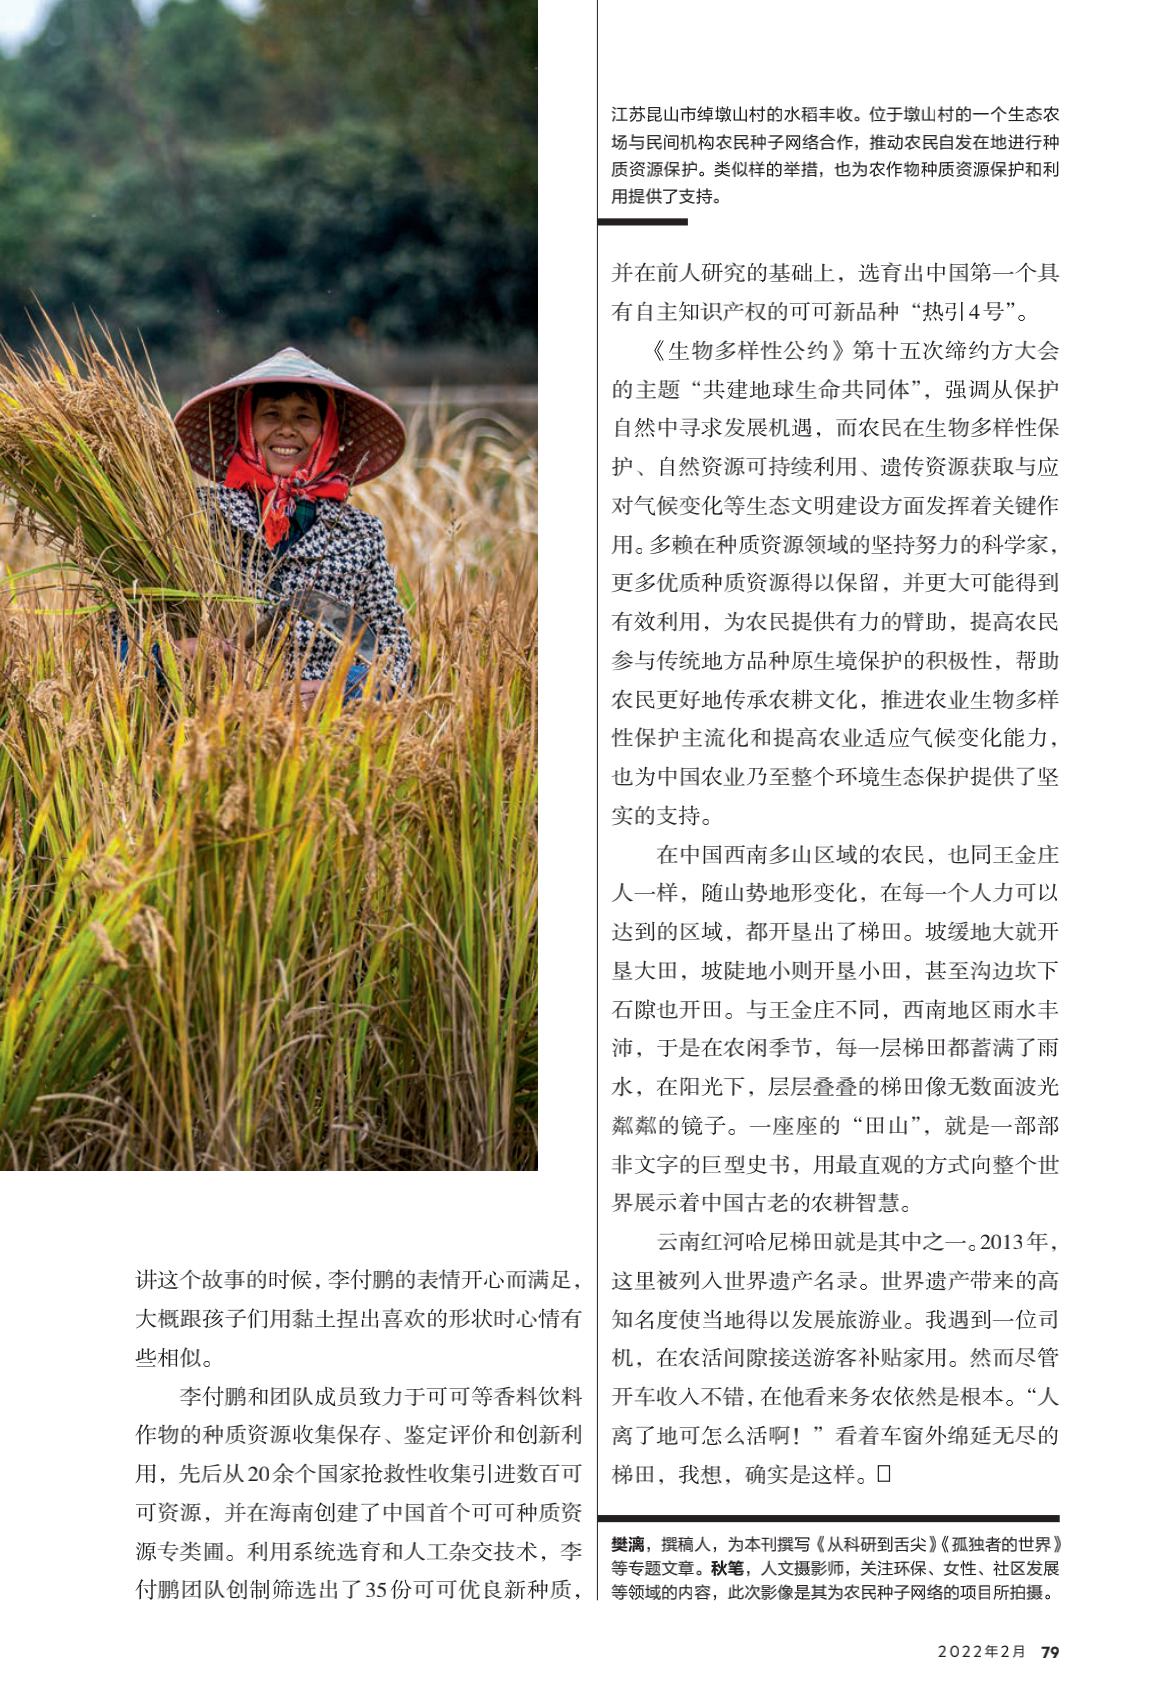 江苏昆山市绰墩山村的水稻丰收。位于墩山村的一个生态农
场与民间机构农民种子网络合作，推动农民自发在地进行种
质资源保护。类似样的举措，也为农作物种质资源保护和利
用提供了支持。
讲这个故事的时候，李付鹏的表情开心而满足，
大概跟孩子们用黏土捏出喜欢的形状时心情有
些相似。
李付鹏和团队成员致力于可可等香料饮料
作物的种质资源收集保存、鉴定评价和创新利
用，先后从20余个国家抢救性收集引进数百可
可资源，并在海南创建了中国首个可可种质资
源专类圃。利用系统选育和人工杂交技术，李
付鹏团队创制筛选出了35份可可优良新种质，
并在前人研究的基础上，选育出中国第一个具
有自主知识产权的可可新品种“热引4号”。
《生物多样性公约》第十五次缔约方大会
的主题“共建地球生命共同体”，强调从保护
自然中寻求发展机遇，而农民在生物多样性保
护、自然资源可持续利用、遗传资源获取与应
对气候变化等生态文明建设方面发挥着关键作
用。多赖在种质资源领域的坚持努力的科学家，
更多优质种质资源得以保留，并更大可能得到
有效利用，为农民提供有力的臂助，提高农民
参与传统地方品种原生境保护的积极性，帮助
农民更好地传承农耕文化，推进农业生物多样
性保护主流化和提高农业适应气候变化能力，
也为中国农业乃至整个环境生态保护提供了坚
实的支持。
在中国西南多山区域的农民，也同王金庄
人一样，随山势地形变化，在每一个人力可以
达到的区域，都开垦出了梯田。坡缓地大就开
垦大田，坡陡地小则开垦小田，甚至沟边坎下
石隙也开田。与王金庄不同，西南地区雨水丰
沛，于是在农闲季节，每一层梯田都蓄满了雨
水，在阳光下，层层叠叠的梯田像无数面波光
粼粼的镜子。一座座的“田山”，就是一部部
非文字的巨型史书，用最直观的方式向整个世
界展示着中国古老的农耕智慧。
云南红河哈尼梯田就是其中之一。2013年，
这里被列入世界遗产名录。世界遗产带来的高
知名度使当地得以发展旅游业。我遇到一位司
机，在农活间隙接送游客补贴家用。然而尽管
开车收入不错，在他看来务农依然是根本。“人
离了地可怎么活啊！”看着车窗外绵延无尽的
梯田，我想，确实是这样。□
樊漓，撰稿人，为本刊撰写《从科研到舌尖》《孤独者的世界》
等专题文章。秋笔，人文摄影师，关注环保、女性、社区发展
等领域的内容，此次影像是其为农民种子网络的项目所拍摄。
2022年2月 79